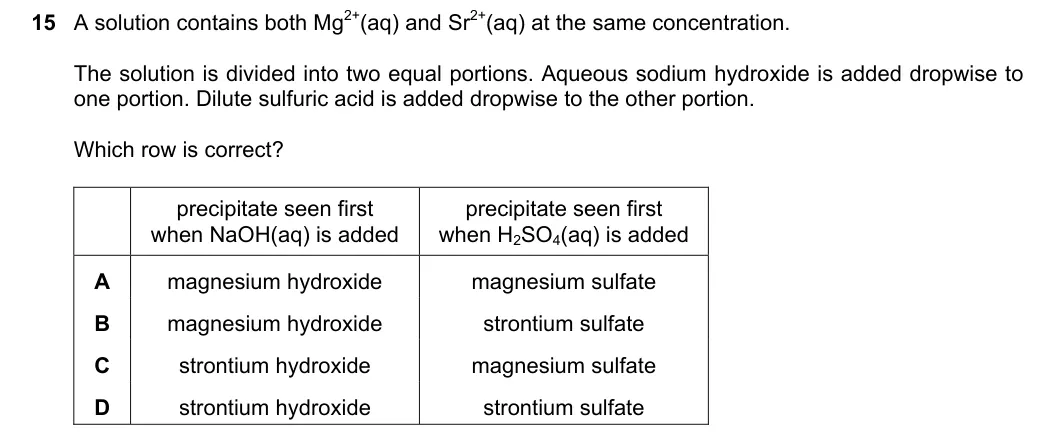 15 A solution contains both Mg²⁺(aq) and Sr²⁺(aq) at the same concentration.
The solution is divided into two equal portions. Aqueous sodium hydroxide is added dropwise to
one portion. Dilute sulfuric acid is added dropwise to the other portion.
Which row is correct?
precipitate seen first when NaOH(aq) is added | precipitate seen first when H₂SO₄(aq) is added
A magnesium hydroxide magnesium sulfate
B magnesium hydroxide strontium sulfate
C strontium hydroxide magnesium sulfate
D strontium hydroxide strontium sulfate